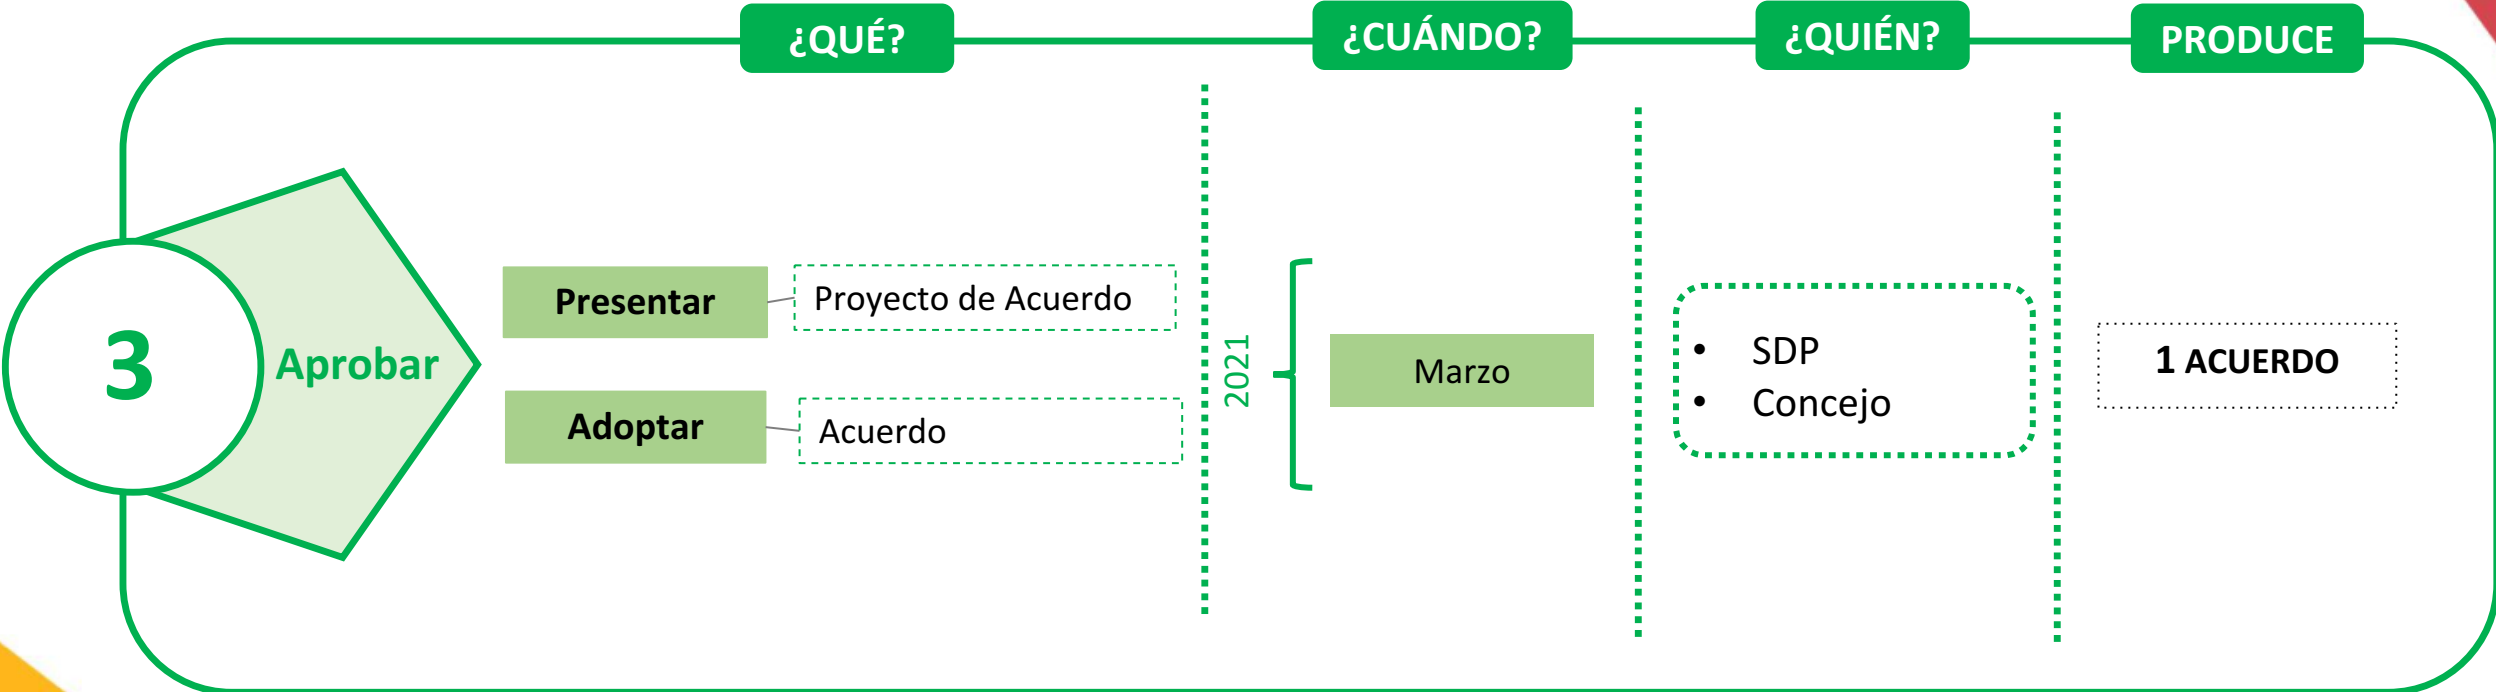 ¿QUÉ?
¿CUÁNDO?
¿QUIÉN?
PRODUCE
3
Aprobar
Presentar
Proyecto de Acuerdo
Adoptar
Acuerdo
2021
Marzo
• SDP
• Concejo
1 ACUERDO